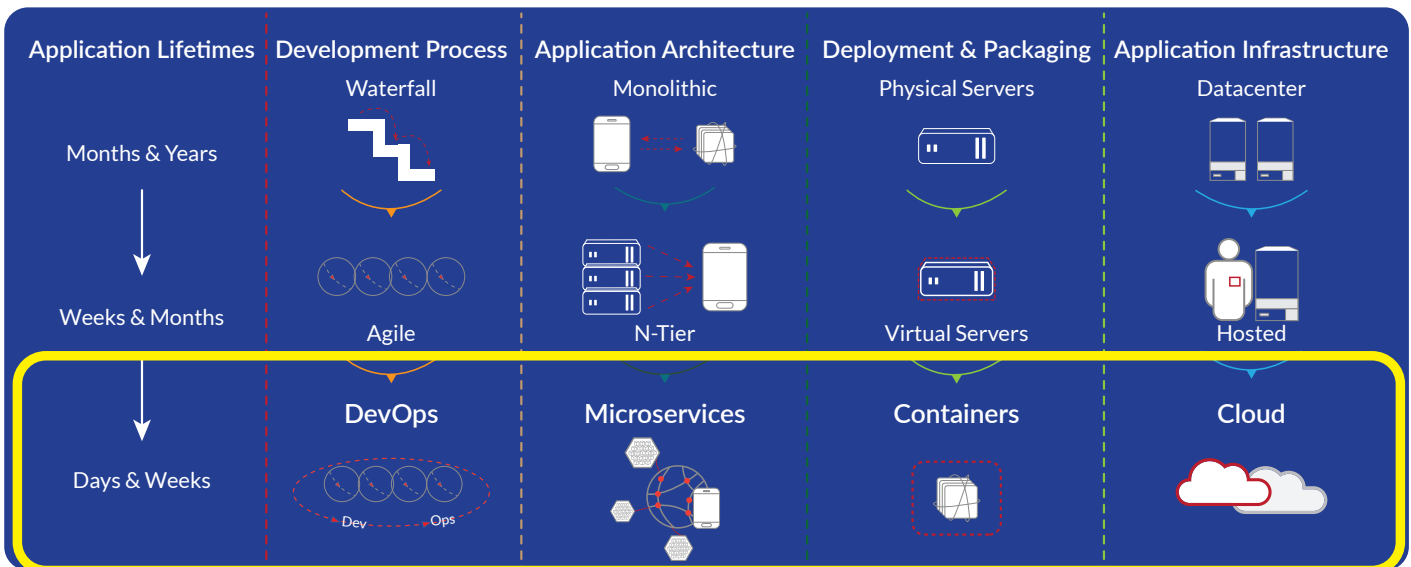 Application Lifetimes
Development Process
Application Architecture
Deployment & Packaging
Application Infrastructure
Waterfall
Monolithic
Physical Servers
Datacenter
Months & Years
Weeks & Months
Agile
N-Tier
Virtual Servers
Hosted
DevOps
Microservices
Containers
Cloud
Days & Weeks
Dev
Ops